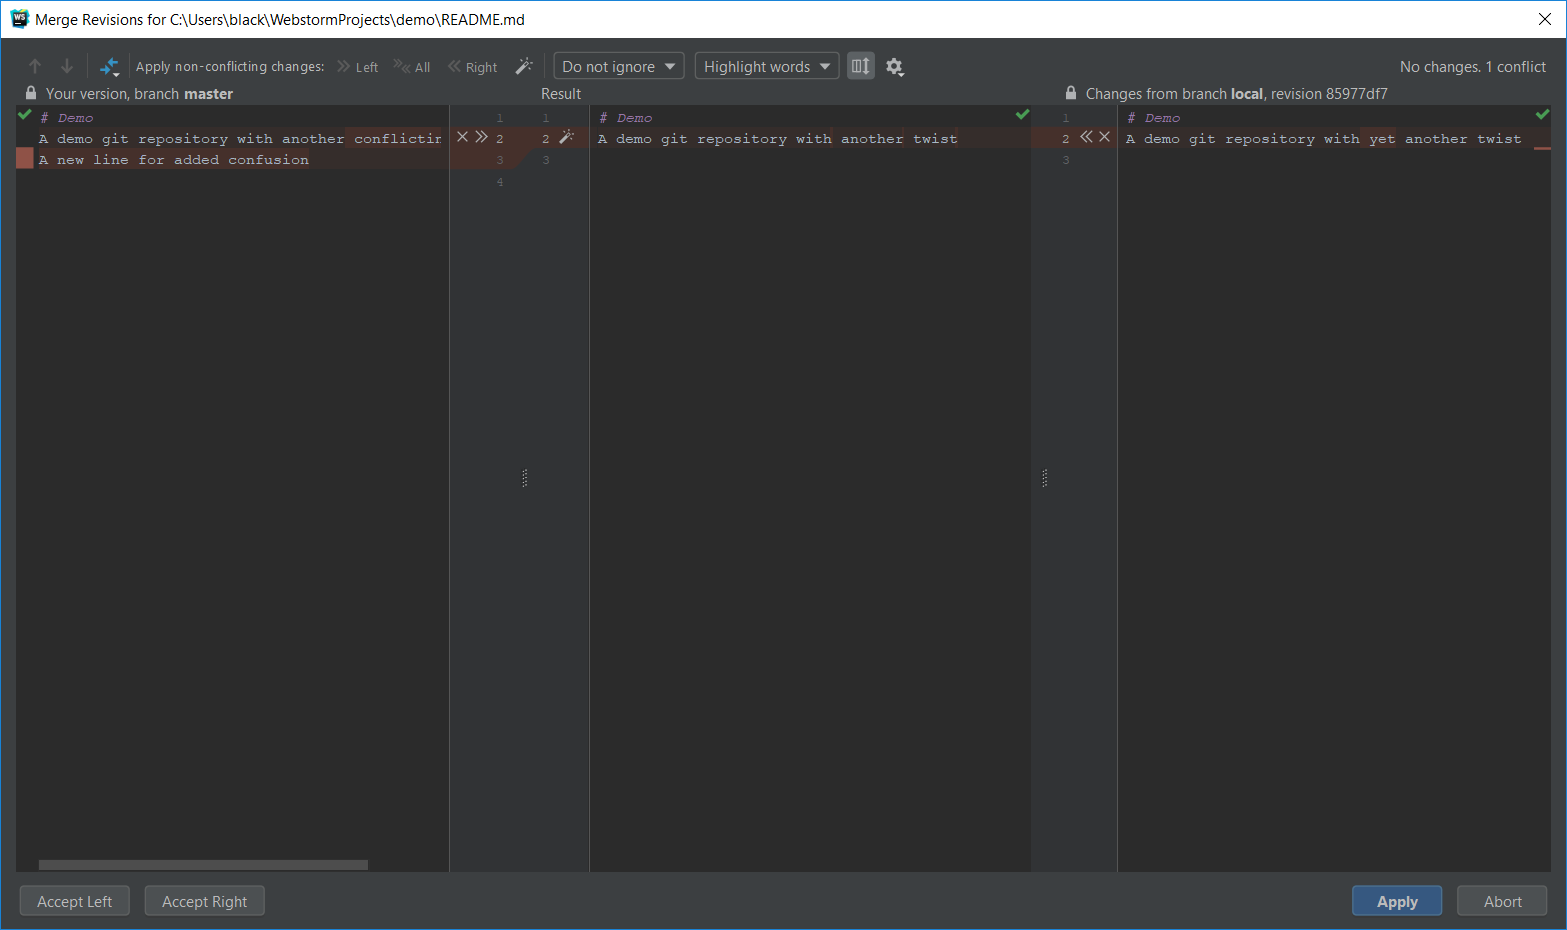 WS Merge Revisions for C:\Users\black\WebstormProjects\demo\README.md
Apply non-conflicting changes: Left All Right Do not ignore Highlight words No changes. 1 conflict
Your version, branch master Result Changes from branch local, revision 85977df7
# Demo 1 1 # Demo 1 # Demo
A demo git repository with another conflictin 2 2 A demo git repository with another twist 2 A demo git repository with yet another twist
A new line for added confusion 3 3 3
4
Accept Left Accept Right Apply Abort